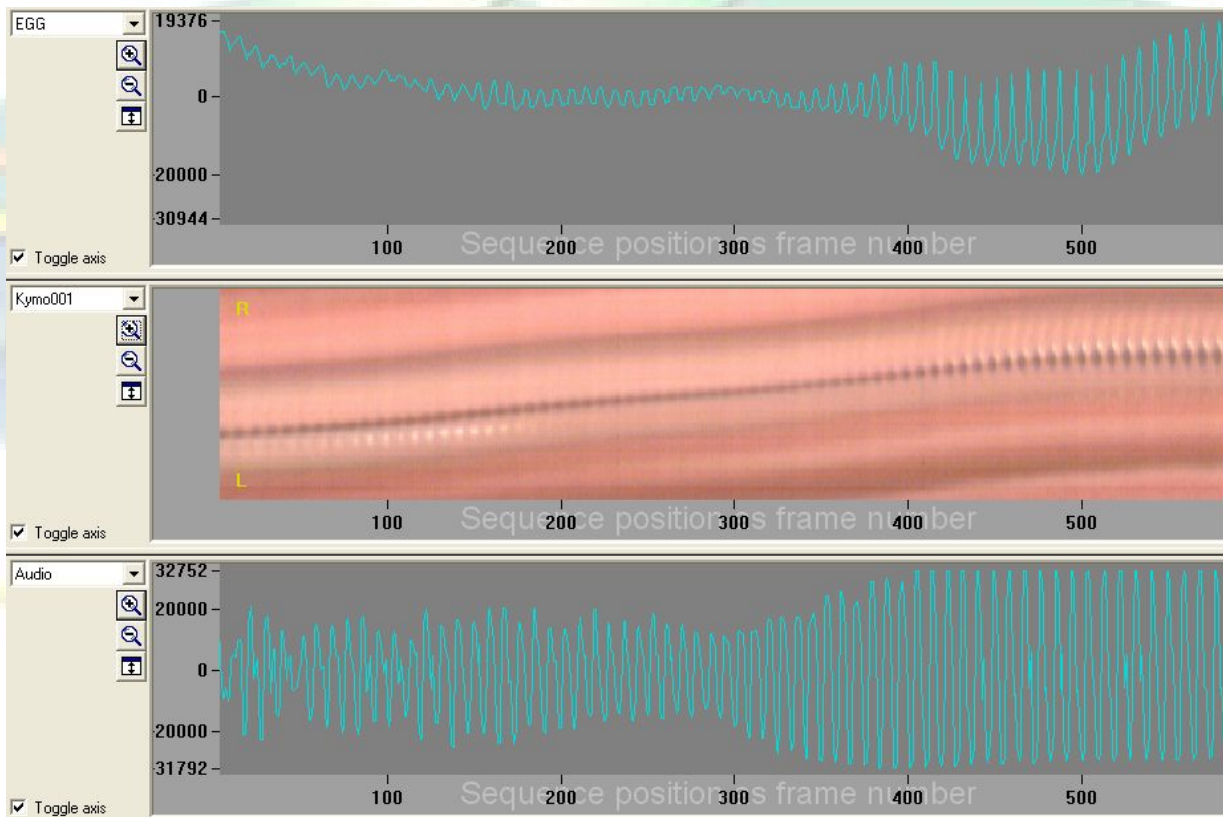 EGG
19376
0
20000
30944
Toggle axis
100 200 300 400 500
Sequence position as frame number
Kymo001
R
L
Toggle axis
100 200 300 400 500
Sequence position as frame number
Audio
32752
20000
0
20000
31792
Toggle axis
100 200 300 400 500
Sequence position as frame number